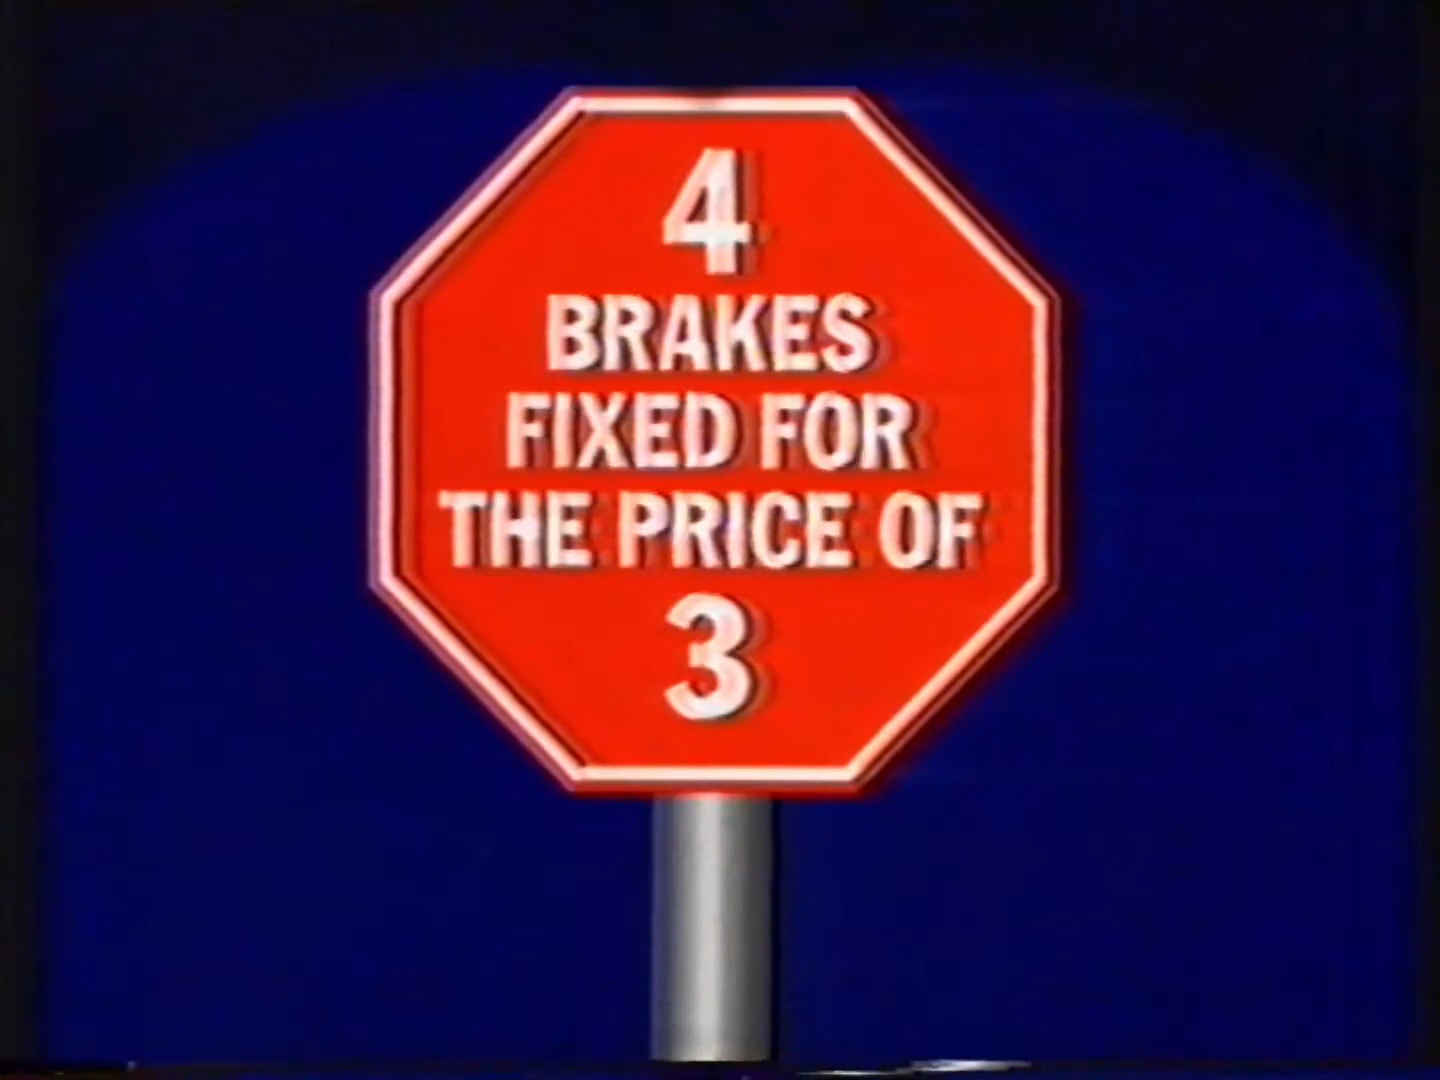 4
BRAKES
FIXED FOR
THE PRICE OF
3